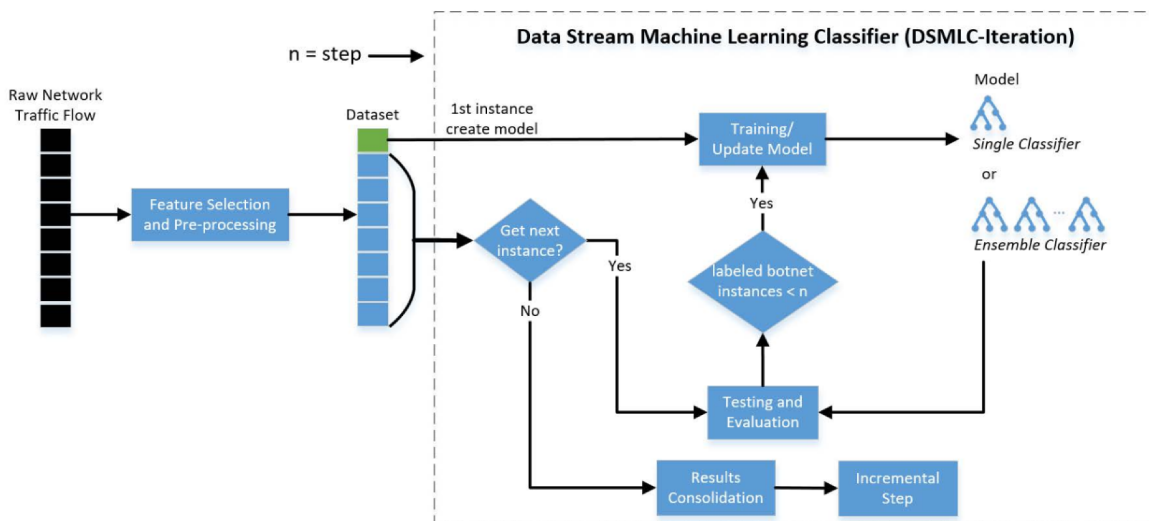 Data Stream Machine Learning Classifier (DSMLC-Iteration)
n = step
Raw Network
Traffic Flow
Dataset
1st instance
create model
Training/
Update Model
Model
Single Classifier
or
...
Ensemble Classifier
Feature Selection
and Pre-processing
Get next
instance?
Yes
No
Yes
labeled botnet
instances < n
Testing and
Evaluation
Results
Consolidation
Incremental
Step